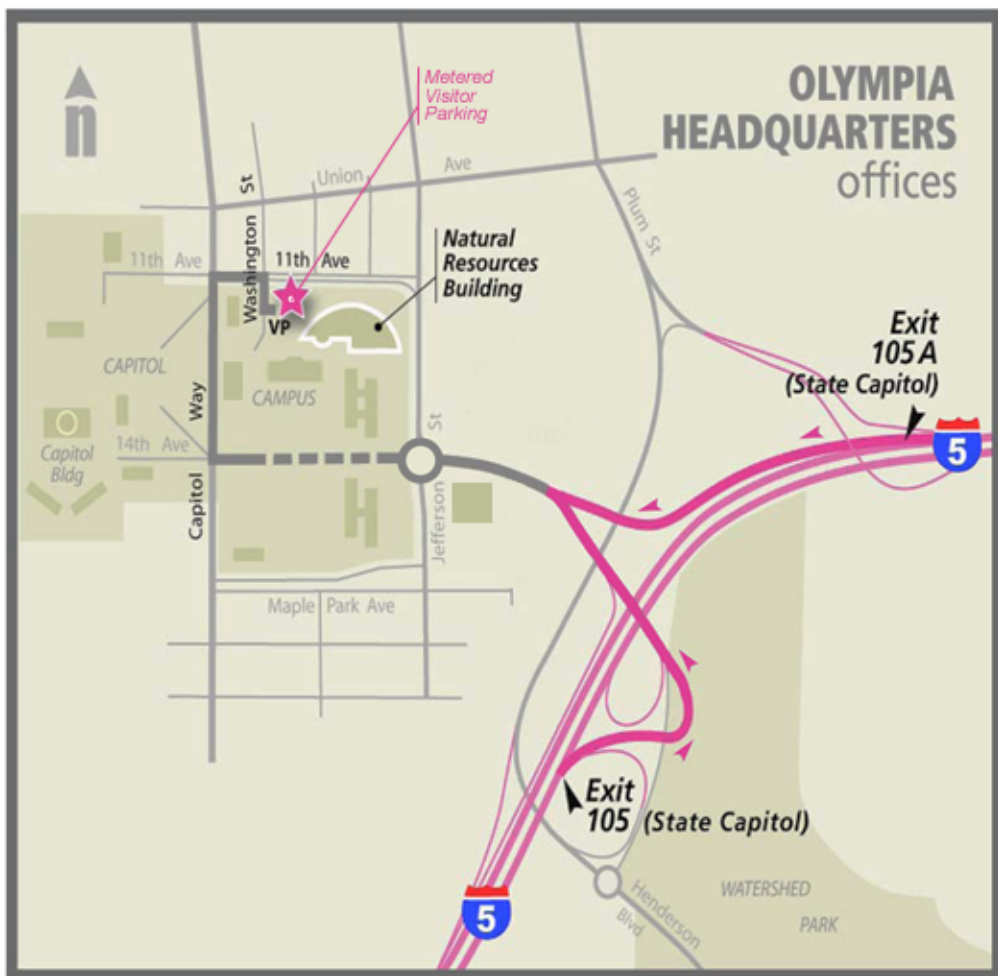 n
Metered
Visitor
Parking
OLYMPIA
HEADQUARTERS
offices
Union Ave
Washington St
Plum St
11th Ave
11th Ave
Natural
Resources
Building
VP
Exit
105 A
(State Capitol)
CAPITOL
CAMPUS
Capitol Way
14th Ave
Capitol
Bldg
Jefferson St
5
Maple Park Ave
Exit
105 (State Capitol)
5
Henderson
Blvd
WATERSHED
PARK